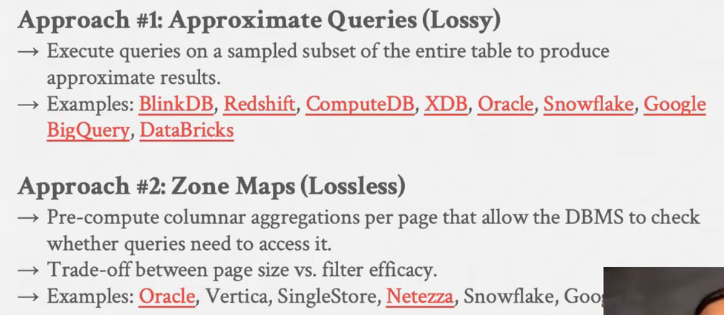 Approach #1: Approximate Queries (Lossy)
→ Execute queries on a sampled subset of the entire table to produce
approximate results.
→ Examples: BlinkDB, Redshift, ComputeDB, XDB, Oracle, Snowflake, Google
BigQuery, DataBricks
Approach #2: Zone Maps (Lossless)
→ Pre-compute columnar aggregations per page that allow the DBMS to check
whether queries need to access it.
→ Trade-off between page size vs. filter efficacy.
→ Examples: Oracle, Vertica, SingleStore, Netezza, Snowflake,